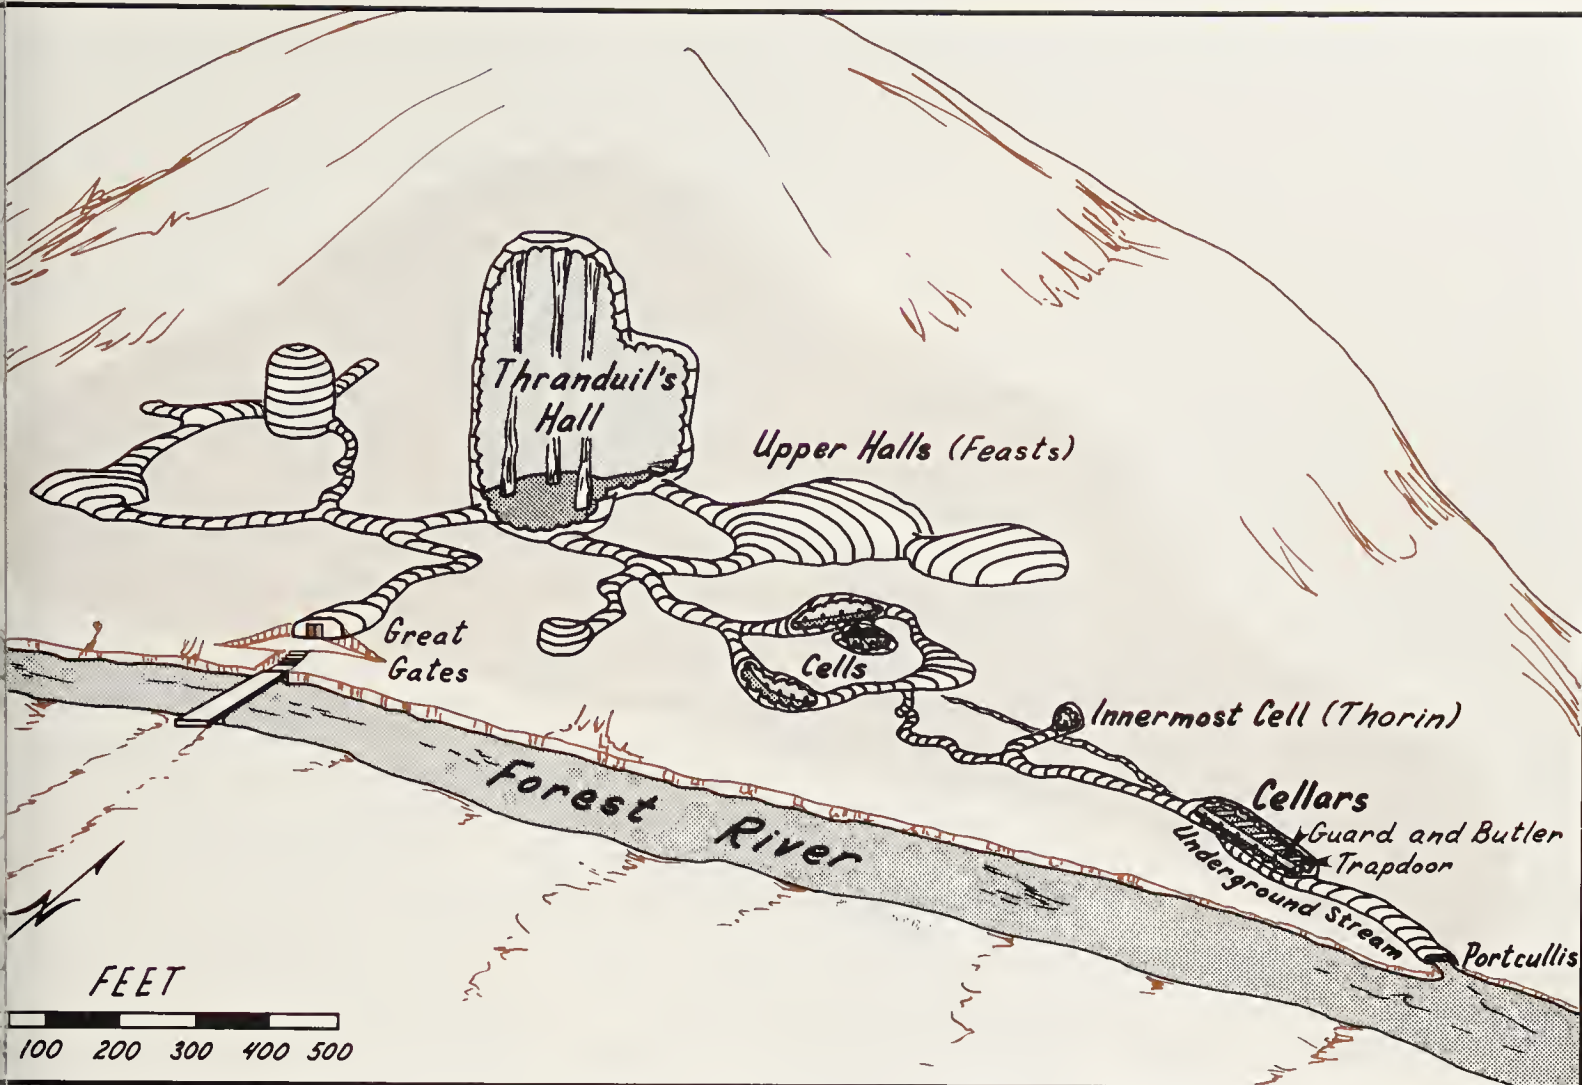 Thranduil's
Hall
Upper Halls (Feasts)
Great
Gates
Cells
Innermost Cell (Thorin)
Cellars
Guard and Butler
Trapdoor
Underground Stream
Portcullis
Forest River
N
FEET
100 200 300 400 500